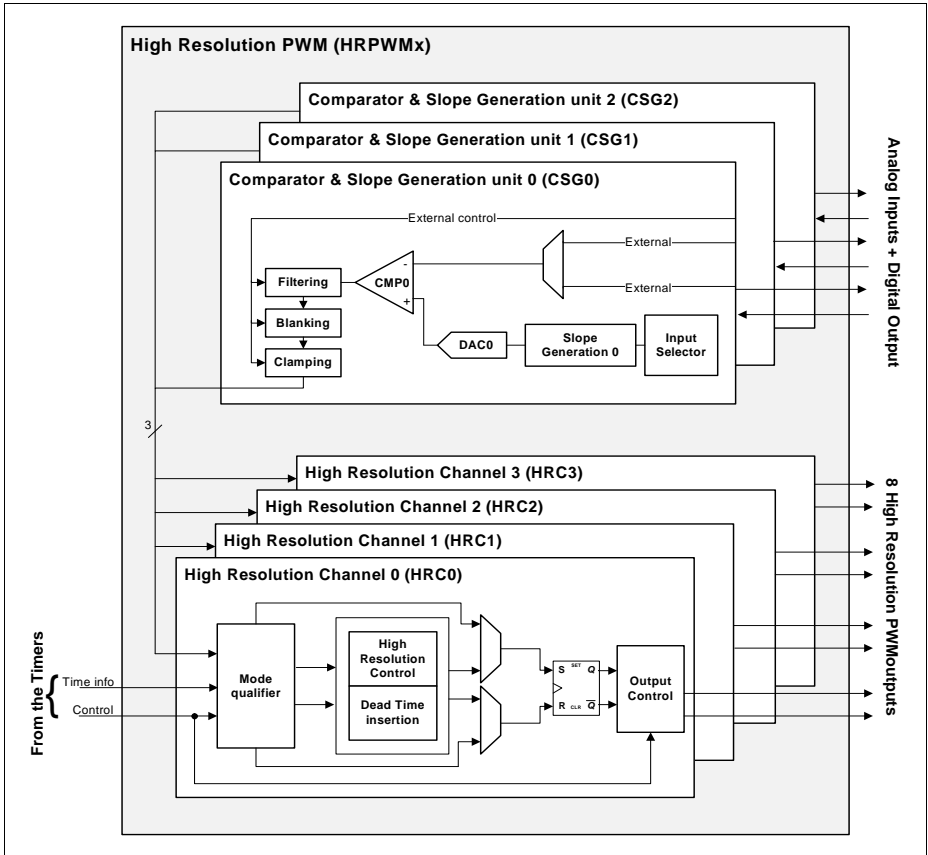 High Resolution PWM (HRPWMx)
Comparator & Slope Generation unit 2 (CSG2)
Comparator & Slope Generation unit 1 (CSG1)
Comparator & Slope Generation unit 0 (CSG0)
External control
External
External
-
+
CMP0
Filtering
Blanking
Clamping
DAC0
Slope
Generation 0
Input
Selector
Analog Inputs + Digital Output
3
High Resolution Channel 3 (HRC3)
High Resolution Channel 2 (HRC2)
High Resolution Channel 1 (HRC1)
High Resolution Channel 0 (HRC0)
Mode
qualifier
High
Resolution
Control
Dead Time
insertion
S SET Q
R CLR Q
Output
Control
8 High Resolution PWMoutputs
From the Timers
{
Time info
Control